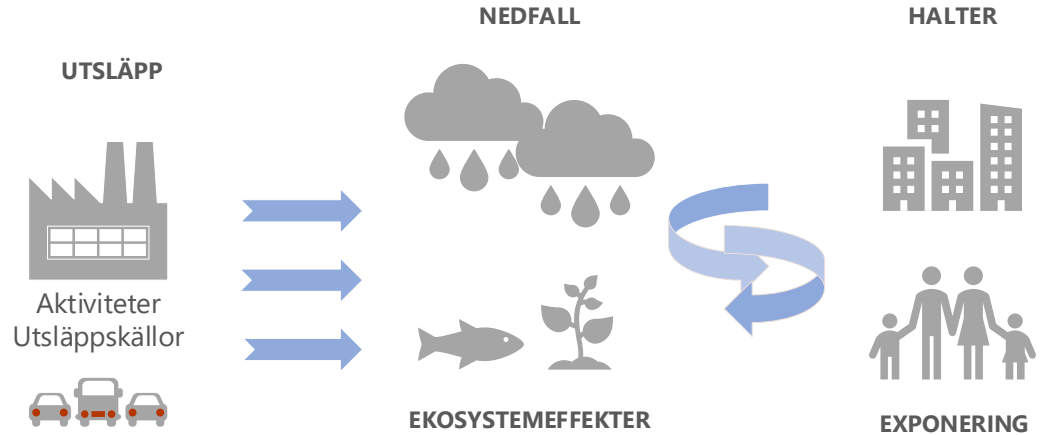 UTSLÄPP
Aktiviteter
Utsläppskällor
NEDFALL
EKOSYSTEMEFFEKTER
HALTER
EXPONERING